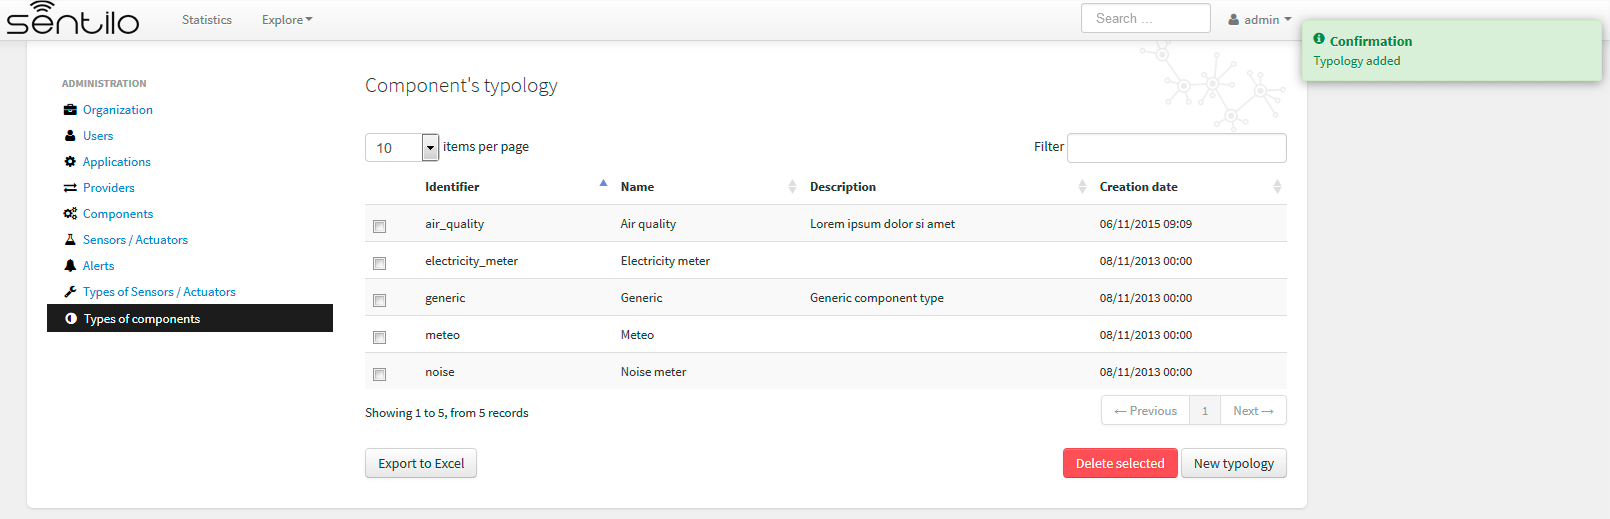 sentilo Statistics Explore Search ... admin
Confirmation
Typology added
ADMINISTRATION
Organization
Users
Applications
Providers
Components
Sensors / Actuators
Alerts
Types of Sensors / Actuators
Types of components
Component's typology
10 items per page Filter
Identifier Name Description Creation date
air_quality Air quality Lorem ipsum dolor si amet 06/11/2015 09:09
electricity_meter Electricity meter 08/11/2013 00:00
generic Generic Generic component type 08/11/2013 00:00
meteo Meteo 08/11/2013 00:00
noise Noise meter 08/11/2013 00:00
Showing 1 to 5, from 5 records ← Previous 1 Next →
Export to Excel Delete selected New typology